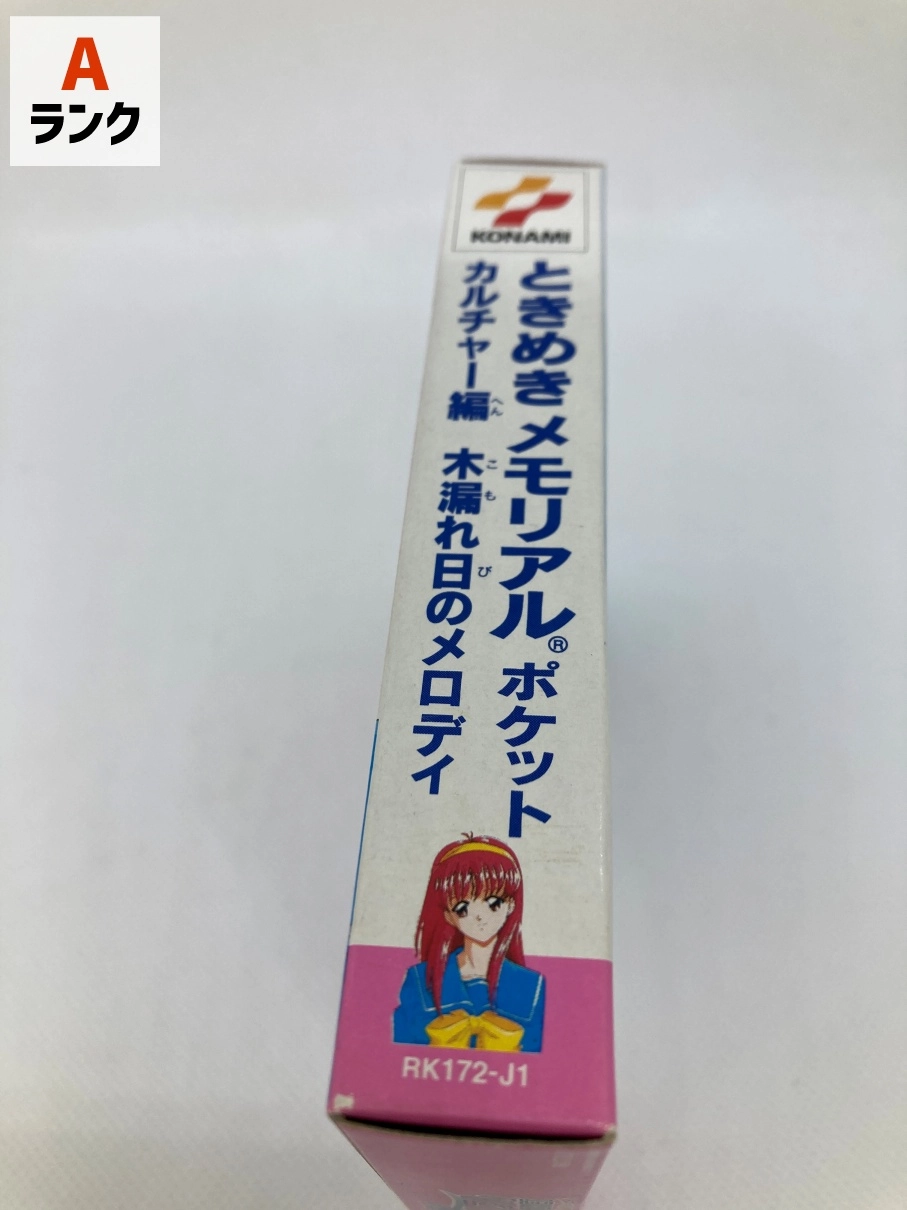 A
ランク
KONAMI
ときめきメモリアル® ポケット
カルチャー編 木漏れ日のメロディ
へん
こも
び
RK172-J1